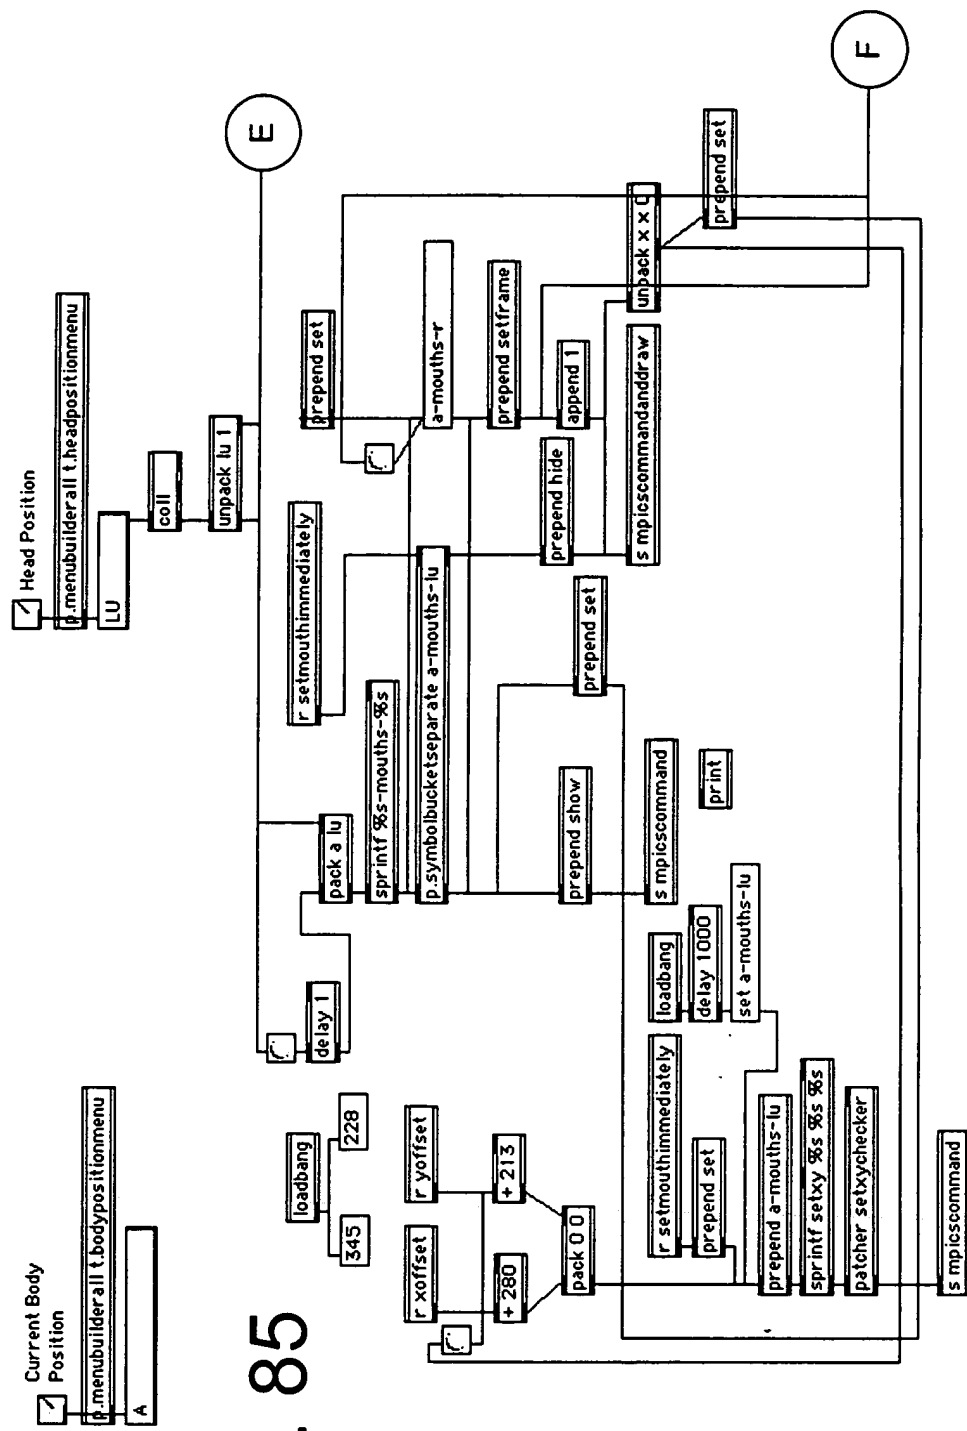 Head Position
Current Body
Position
p.menubuilderall t.headpositionmenu
p.menubuilderall t.bodypositionmenu
LU
A
coll
unpack lu 1
E
. 85
loadbang
r setmouthimmediately
prepend set
delay 1
pack a lu
345
228
sprintf %s-mouths-%s
r xoffset
r yoffset
p.symbolbucketseparate a-mouths-lu
a-mouths-r
+ 280
+ 213
prepend setframe
prepend hide
append 1
pack 0 0
prepend show
prepend set
s mpicscommandanddraw
unpack x x 0
r setmouthimmediately
loadbang
s mpicscommand
prepend set
delay 1000
print
prepend set
set a-mouths-lu
prepend a-mouths-lu
sprintf setxy %s %s %s
patcher setxychecker
F
s mpicscommand